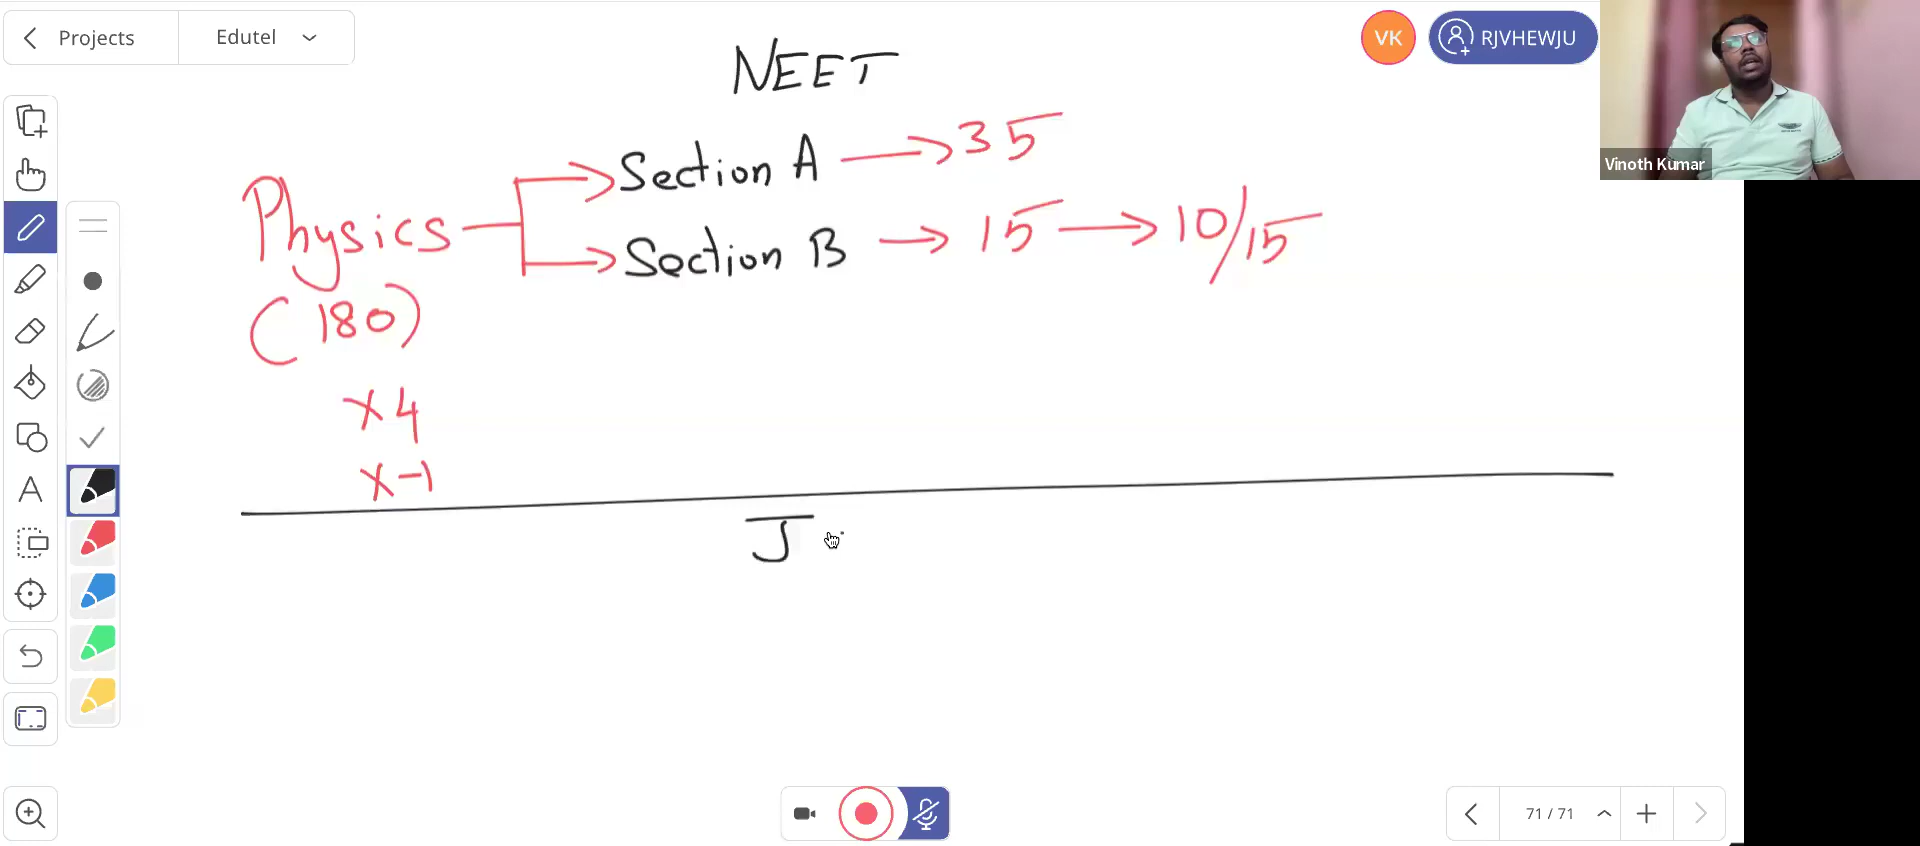 Projects
Edutel
VK
RJVHEWJU
Vinoth Kumar
NEET
Physics
(180)
Section A → 35
Section B → 15 → 10/15
x 4
x -1
J
A
71 / 71